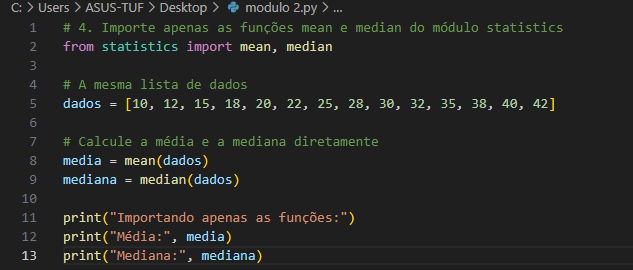 C: > Users > ASUS-TUF > Desktop > modulo 2.py > ...
1 # 4. Importe apenas as funções mean e median do módulo statistics
2 from statistics import mean, median
3
4 # A mesma lista de dados
5 dados = [10, 12, 15, 18, 20, 22, 25, 28, 30, 32, 35, 38, 40, 42]
6
7 # Calcule a média e a mediana diretamente
8 media = mean(dados)
9 mediana = median(dados)
10
11 print("Importando apenas as funções:")
12 print("Média:", media)
13 print("Mediana:", mediana)